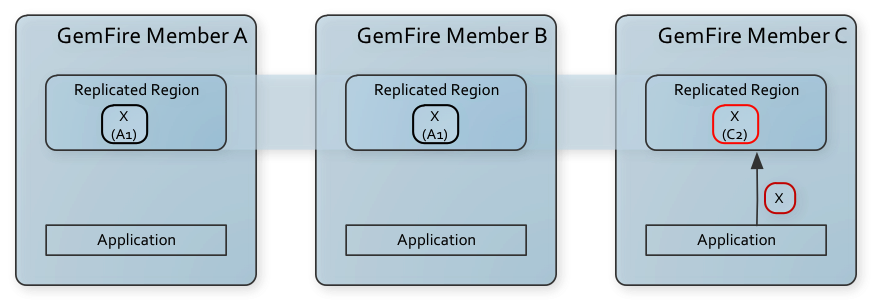 GemFire Member A
Replicated Region
X
(A1)
Application
GemFire Member B
Replicated Region
X
(A1)
Application
GemFire Member C
Replicated Region
X
(C2)
X
Application